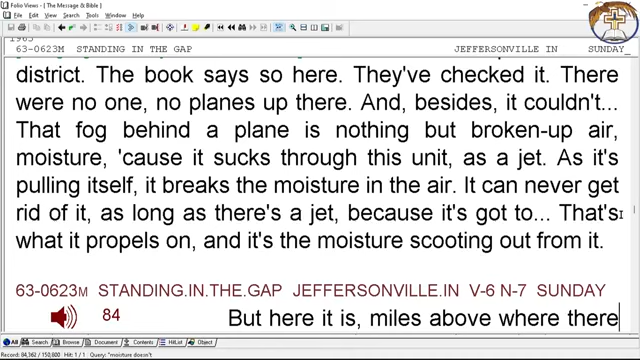 Folio Views - [The Message & Bible]
File Edit View Search Layout Tools Window Help
63-0623M STANDING IN THE GAP JEFFERSONVILLE IN SUNDAY_
district. The book says so here. They've checked it. There
were no one, no planes up there. And, besides, it couldn't...
That fog behind a plane is nothing but broken-up air,
moisture, 'cause it sucks through this unit, as a jet. As it's
pulling itself, it breaks the moisture in the air. It can never get
rid of it, as long as there's a jet, because it's got to... That's
what it propels on, and it's the moisture scooting out from it.
63-0623M STANDING.IN.THE.GAP JEFFERSONVILLE.IN V-6 N-7 SUNDAY
84 But here it is, miles above where there
All Browse Search Document Contents HitList Object
Record: 84,362 / 150,800 Hit: 1 / 1 Query: "moisture doesn't